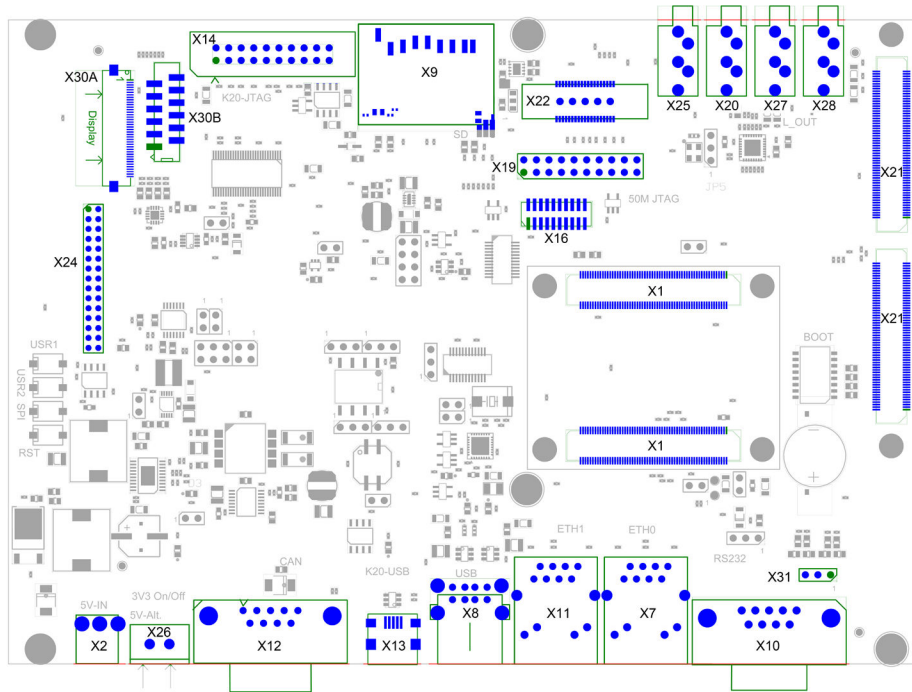 X14
X9
X30A
X30B
K20-JTAG
Display
SD
X22
X25
X20
X27
X28
L_OUT
X19
JP5
X21
50M JTAG
X16
X24
X1
X21
USR1
USR2
SPI
RST
BOOT
X1
RS232
ETH1
ETH0
CAN
K20-USB
USB
X31
5V-IN
3V3 On/Off
5V-Alt.
X2
X26
X12
X13
X8
X11
X7
X10